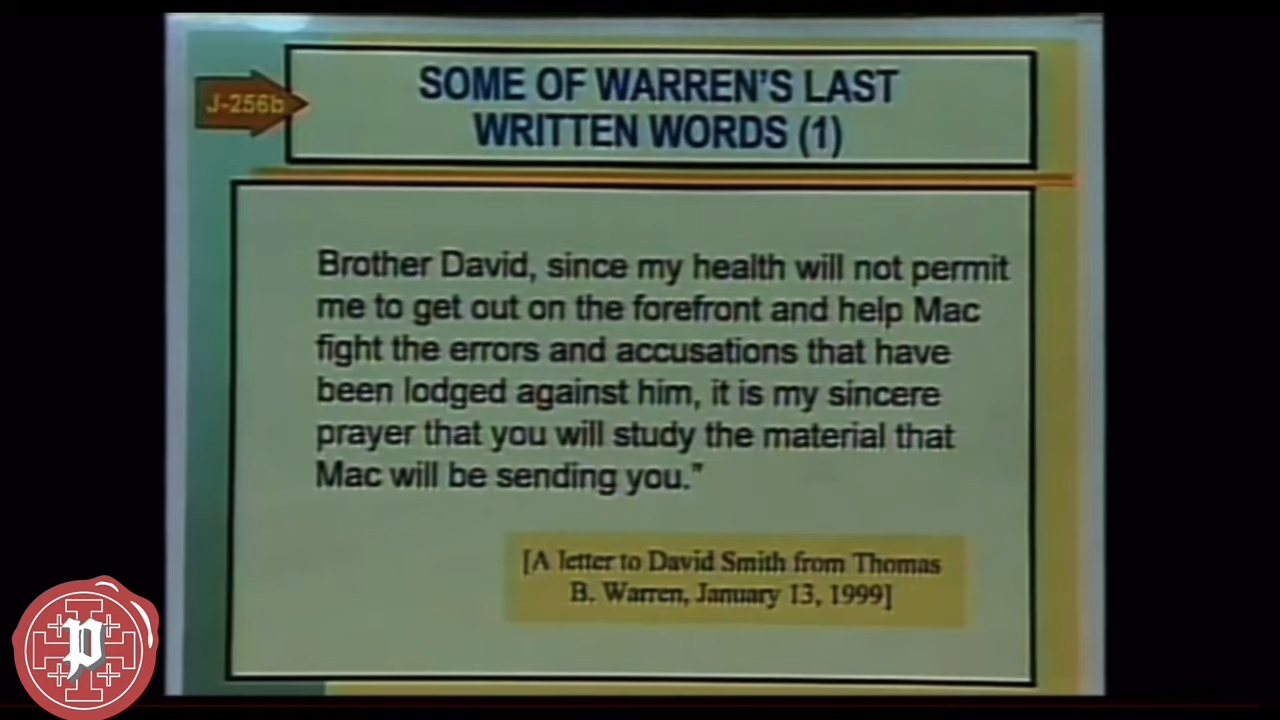 J-256b
SOME OF WARREN'S LAST
WRITTEN WORDS (1)
Brother David, since my health will not permit
me to get out on the forefront and help Mac
fight the errors and accusations that have
been lodged against him, it is my sincere
prayer that you will study the material that
Mac will be sending you."
[A letter to David Smith from Thomas
B. Warren, January 13, 1999]
P